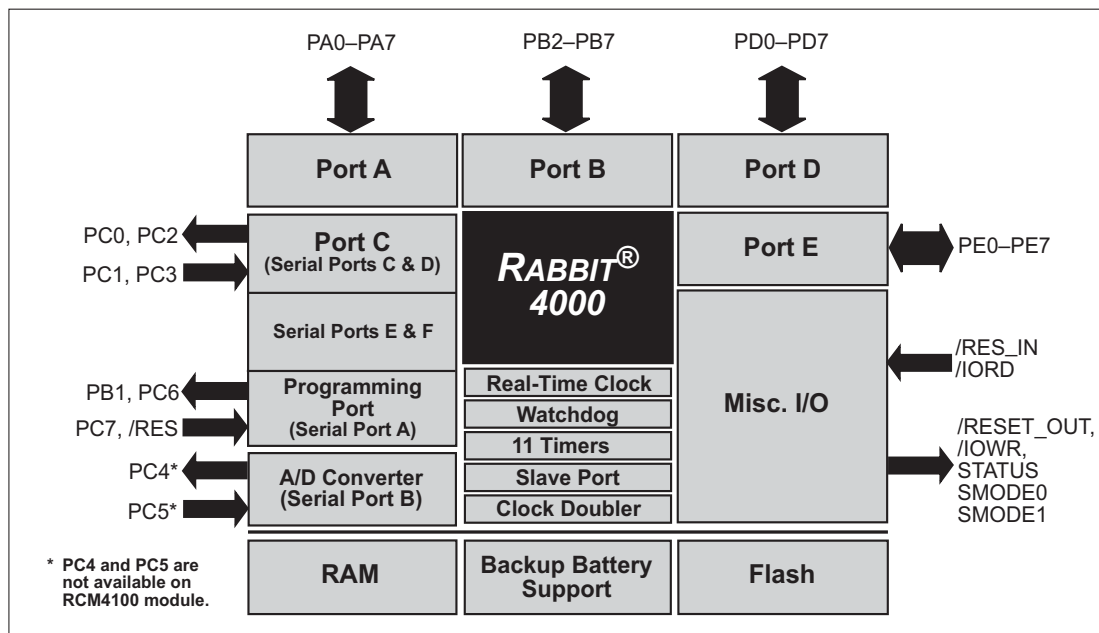 PA0–PA7
PB2–PB7
PD0–PD7
Port A
Port B
Port D
PC0, PC2
PC1, PC3
Port C
(Serial Ports C & D)
RABBIT®
4000
Port E
PE0–PE7
Serial Ports E & F
PB1, PC6
PC7, /RES
Programming
Port
(Serial Port A)
Real-Time Clock
Watchdog
11 Timers
Slave Port
Clock Doubler
Misc. I/O
/RES_IN
/IORD
/RESET_OUT,
/IOWR,
STATUS
SMODE0
SMODE1
PC4*
PC5*
A/D Converter
(Serial Port B)
* PC4 and PC5 are
not available on
RCM4100 module.
RAM
Backup Battery
Support
Flash